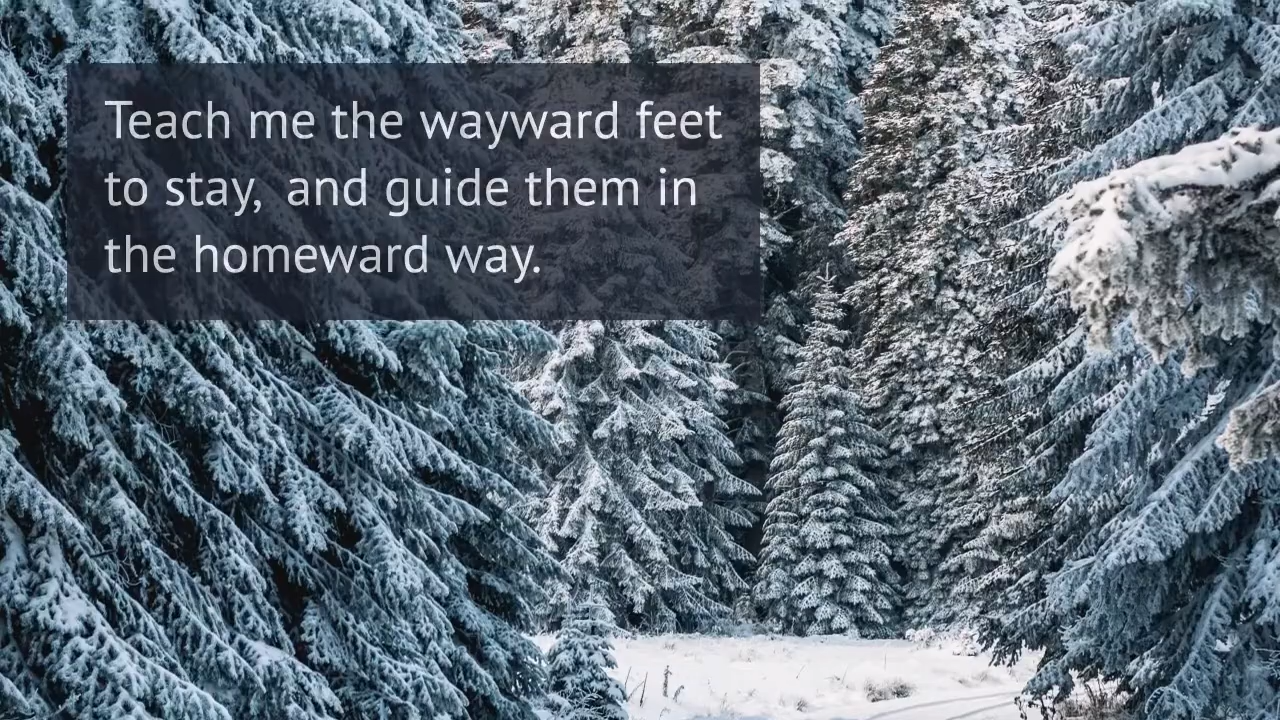 Teach me the wayward feet
to stay, and guide them in
the homeward way.